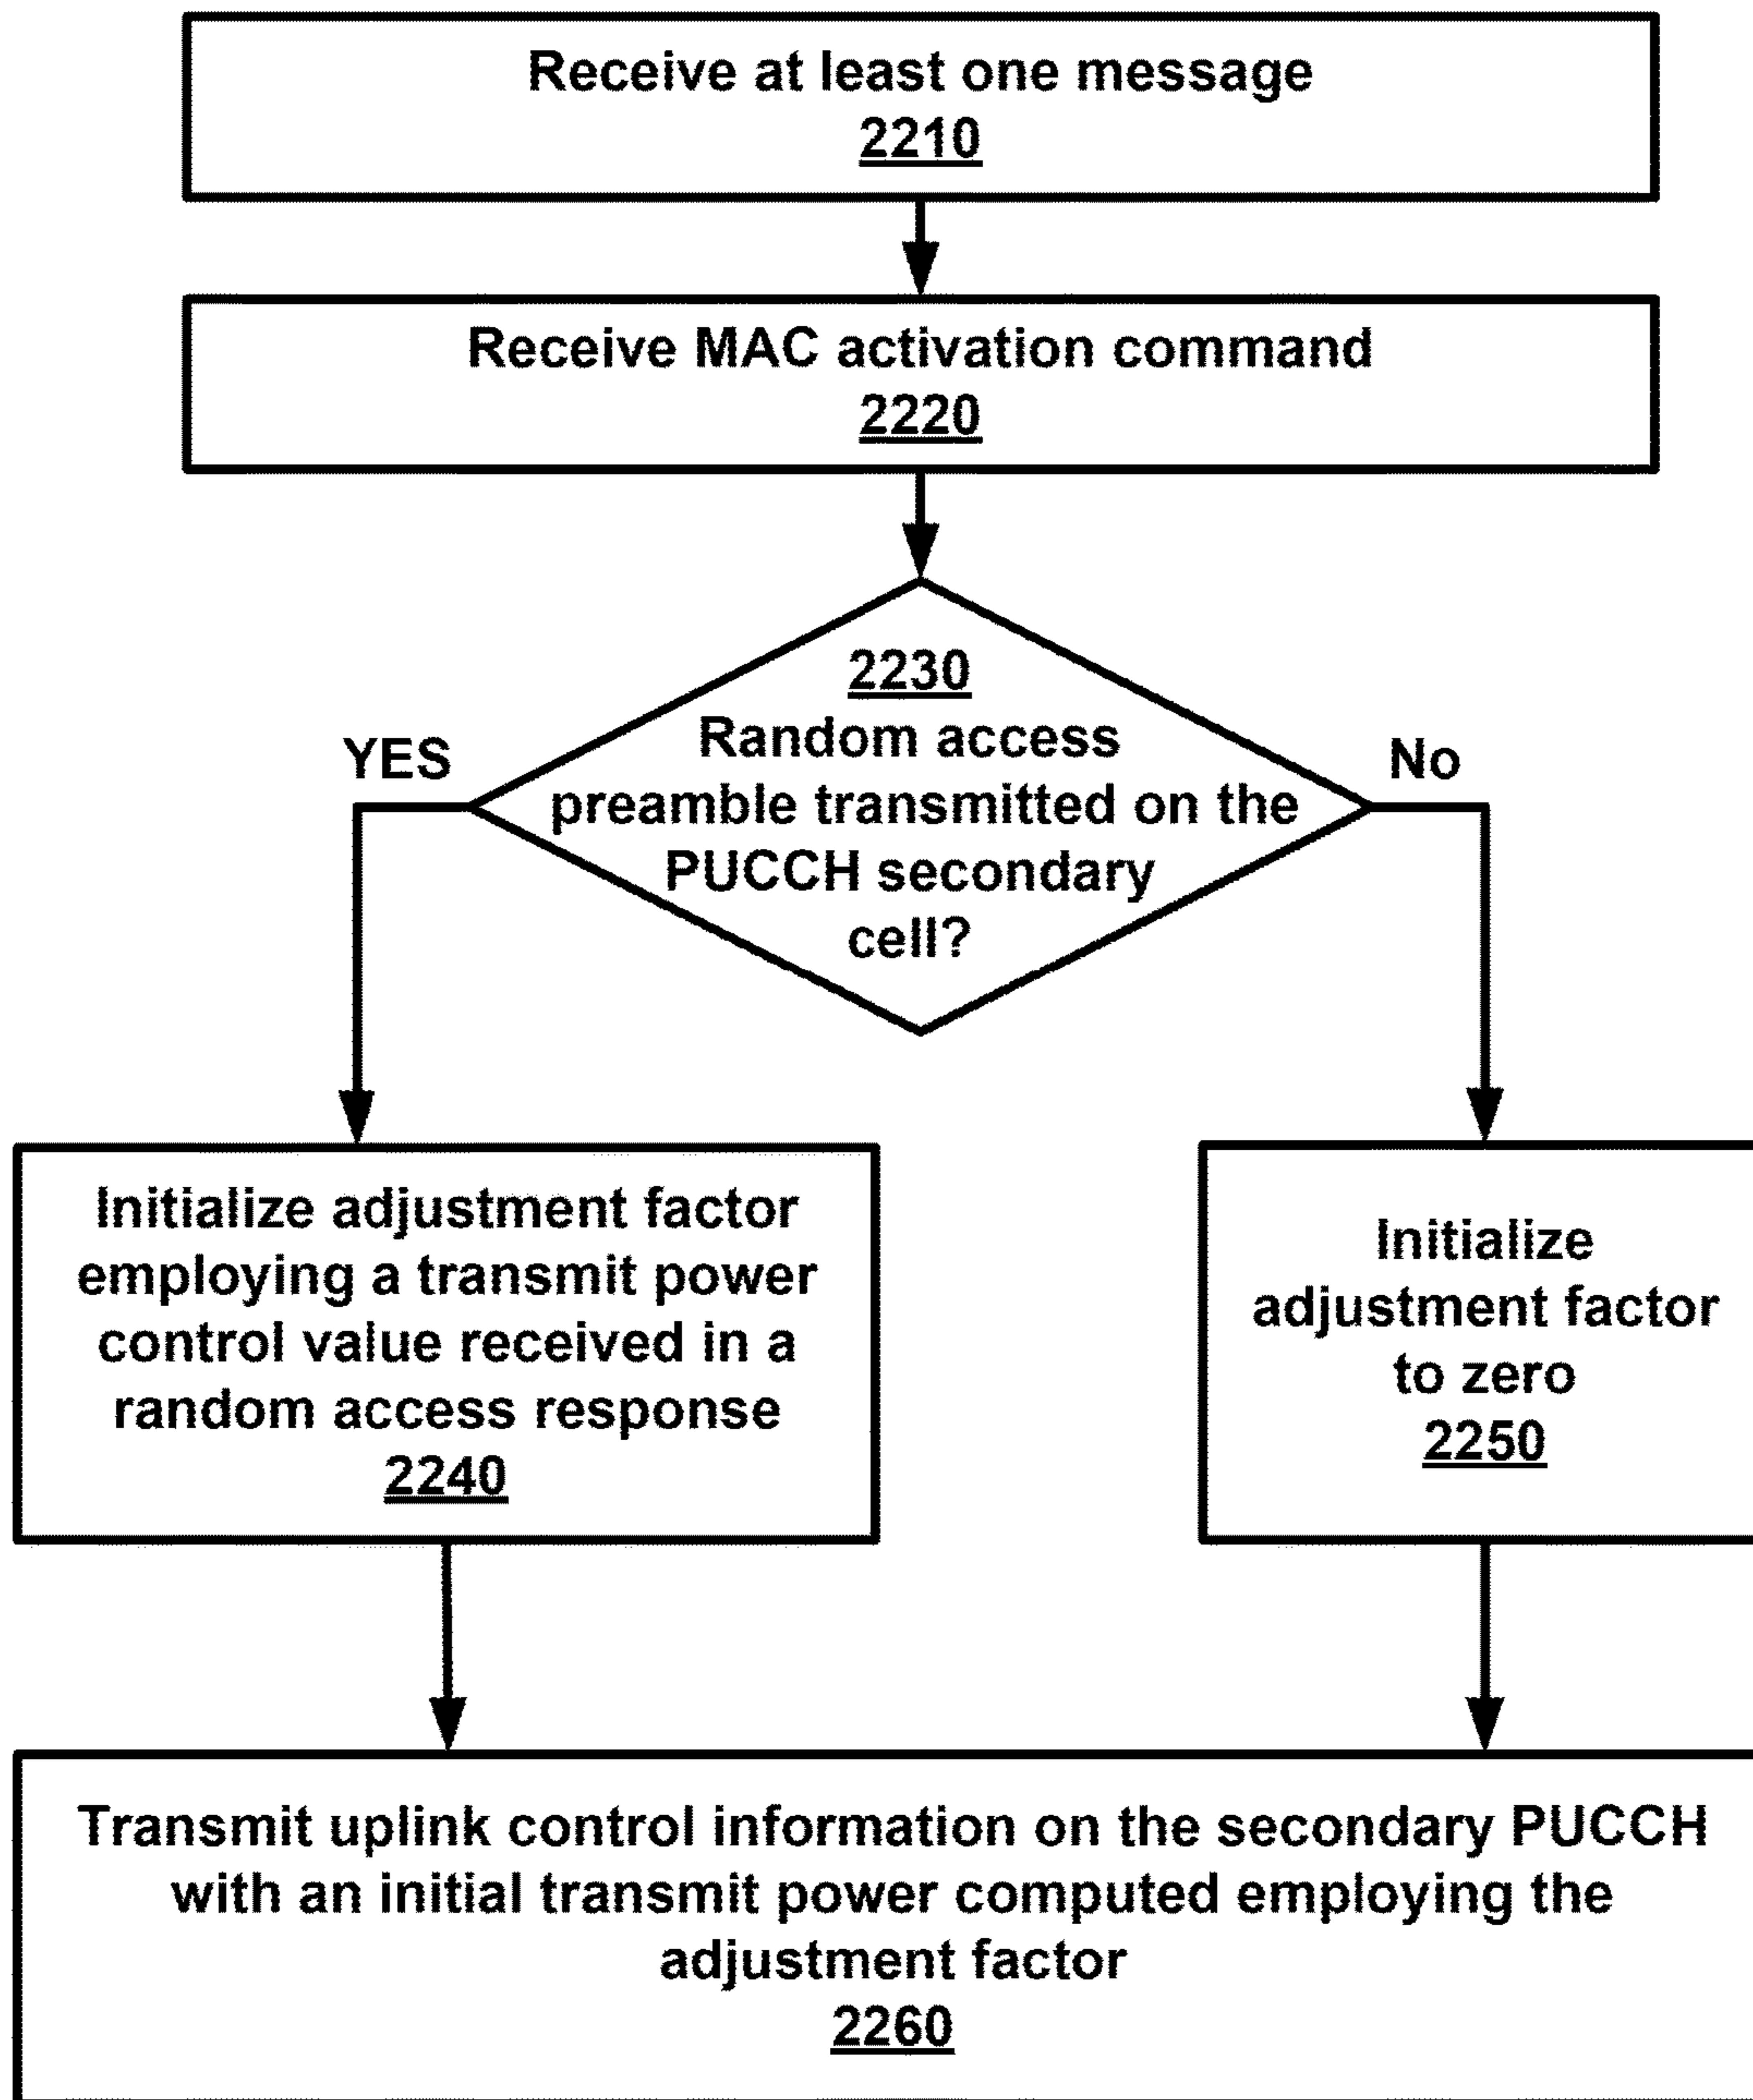 Receive at least one message
2210
Receive MAC activation command
2220
2230
Random access
preamble transmitted on the
PUCCH secondary
cell?
YES
No
Initialize adjustment factor
employing a transmit power
control value received in a
random access response
2240
Initialize
adjustment factor
to zero
2250
Transmit uplink control information on the secondary PUCCH
with an initial transmit power computed employing the
adjustment factor
2260